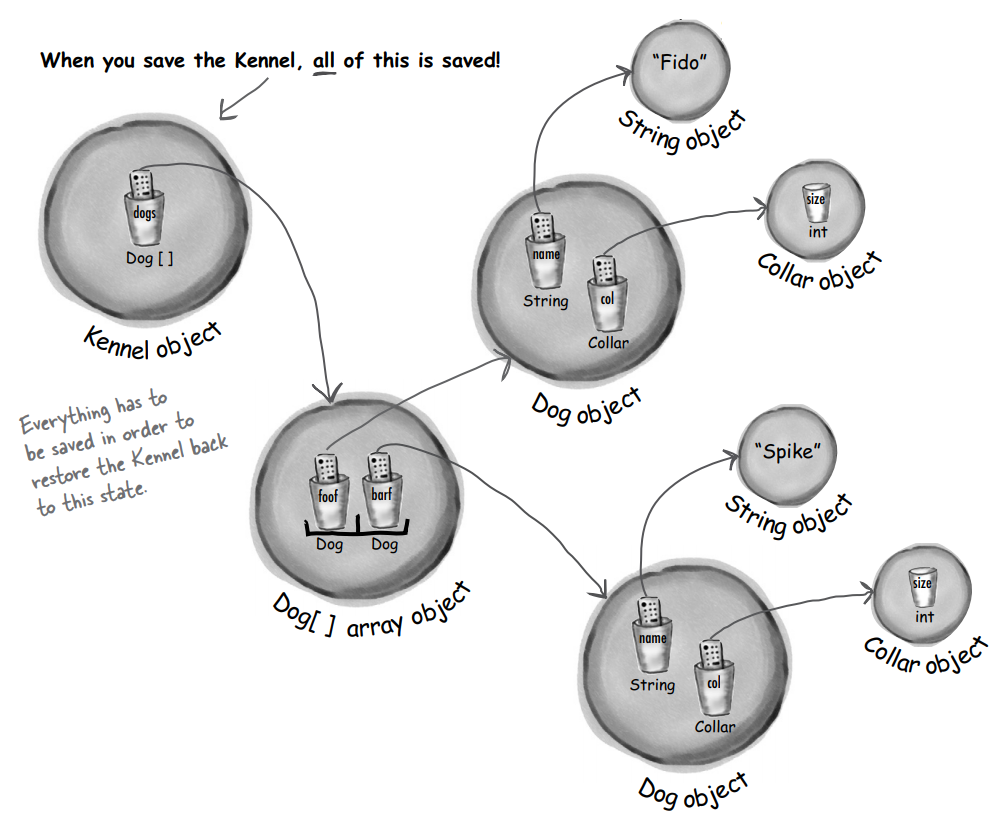 When you save the Kennel, all of this is saved!
dogs
Dog [ ]
Kennel object
Everything has to
be saved in order to
restore the Kennel back
to this state.
foof
barf
Dog
Dog
Dog[ ] array object
"Fido"
String object
name
String
col
Collar
Dog object
size
int
Collar object
"Spike"
String object
name
String
col
Collar
Dog object
size
int
Collar object